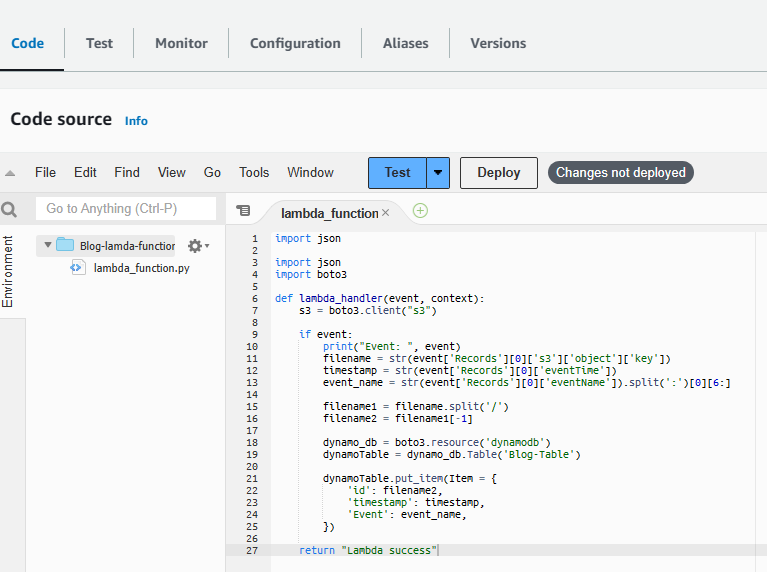 Code Test Monitor Configuration Aliases Versions
Code source Info
File Edit Find View Go Tools Window Test Deploy Changes not deployed
Go to Anything (Ctrl-P)
lambda_function
Environment
Blog-lamda-function
lambda_function.py
1 import json
2
3 import json
4 import boto3
5
6 def lambda_handler(event, context):
7 s3 = boto3.client("s3")
8
9 if event:
10 print("Event: ", event)
11 filename = str(event['Records'][0]['s3']['object']['key'])
12 timestamp = str(event['Records'][0]['eventTime'])
13 event_name = str(event['Records'][0]['eventName']).split(':')[0][6:]
14
15 filename1 = filename.split('/')
16 filename2 = filename1[-1]
17
18 dynamo_db = boto3.resource('dynamodb')
19 dynamoTable = dynamo_db.Table('Blog-Table')
20
21 dynamoTable.put_item(Item = {
22 'id': filename2,
23 'timestamp': timestamp,
24 'Event': event_name,
25 })
26
27 return "Lambda success"